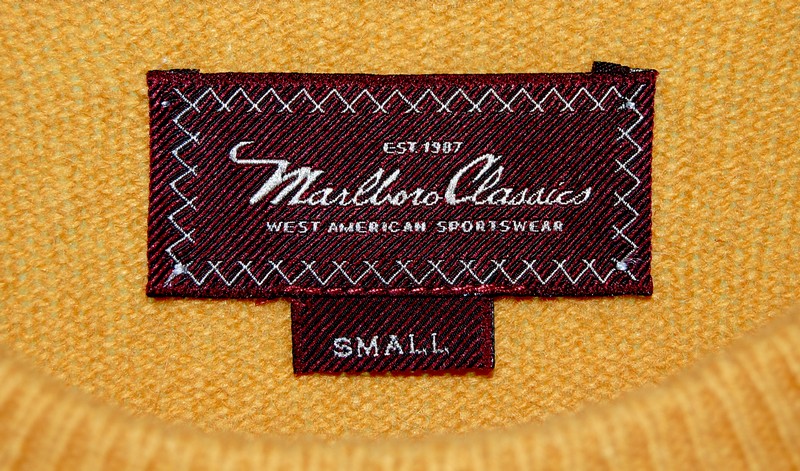 EST 1987
Marlboro Classics
WEST AMERICAN SPORTSWEAR
SMALL